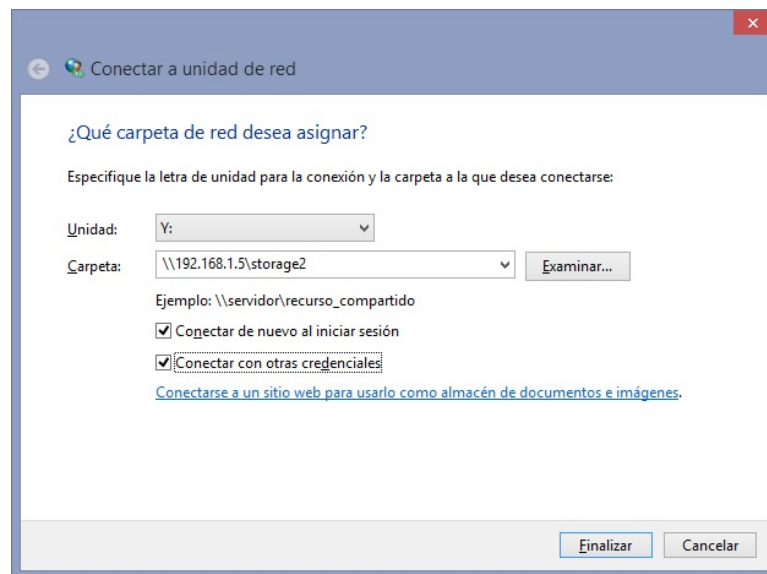 Conectar a unidad de red
¿Qué carpeta de red desea asignar?
Especifique la letra de unidad para la conexión y la carpeta a la que desea conectarse:
Unidad: Y:
Carpeta: \\192.168.1.5\storage2 Examinar...
Ejemplo: \\servidor\recurso_compartido
Conectar de nuevo al iniciar sesión
Conectar con otras credenciales
Conectarse a un sitio web para usarlo como almacén de documentos e imágenes.
Finalizar Cancelar